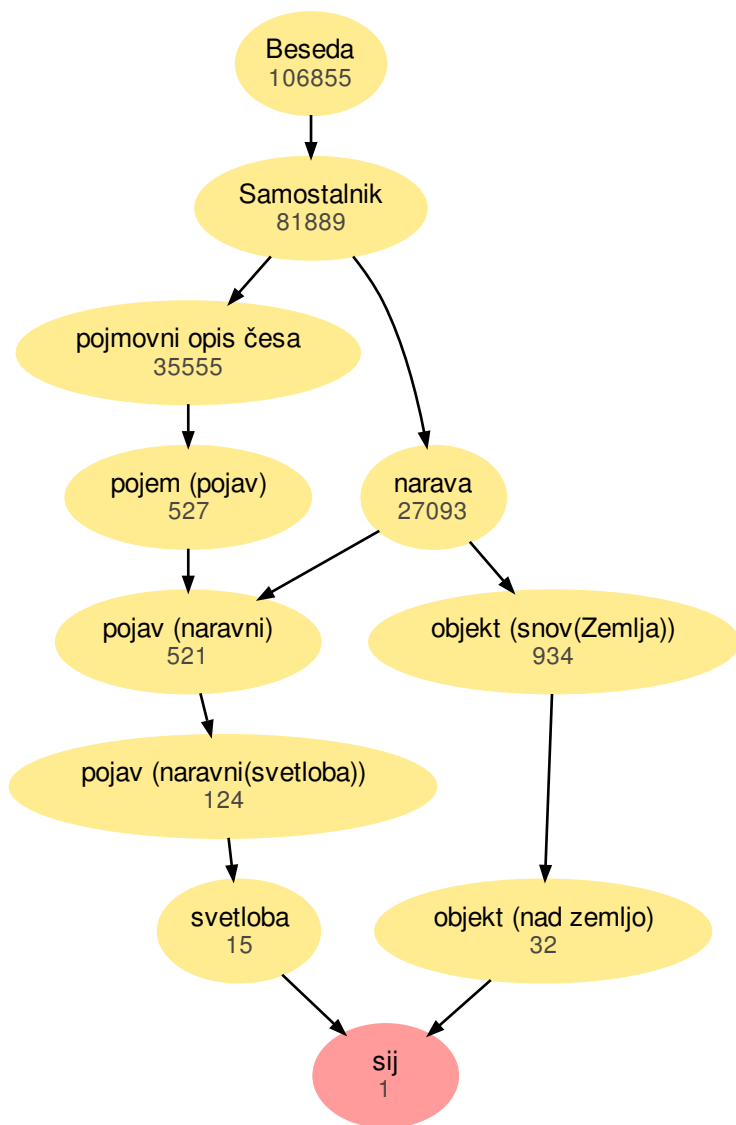 Beseda
106855
Samostalnik
81889
pojmovni opis česa
35555
pojem (pojav)
527
narava
27093
pojav (naravni)
521
objekt (snov(Zemlja))
934
pojav (naravni(svetloba))
124
svetloba
15
objekt (nad zemljo)
32
sij
1